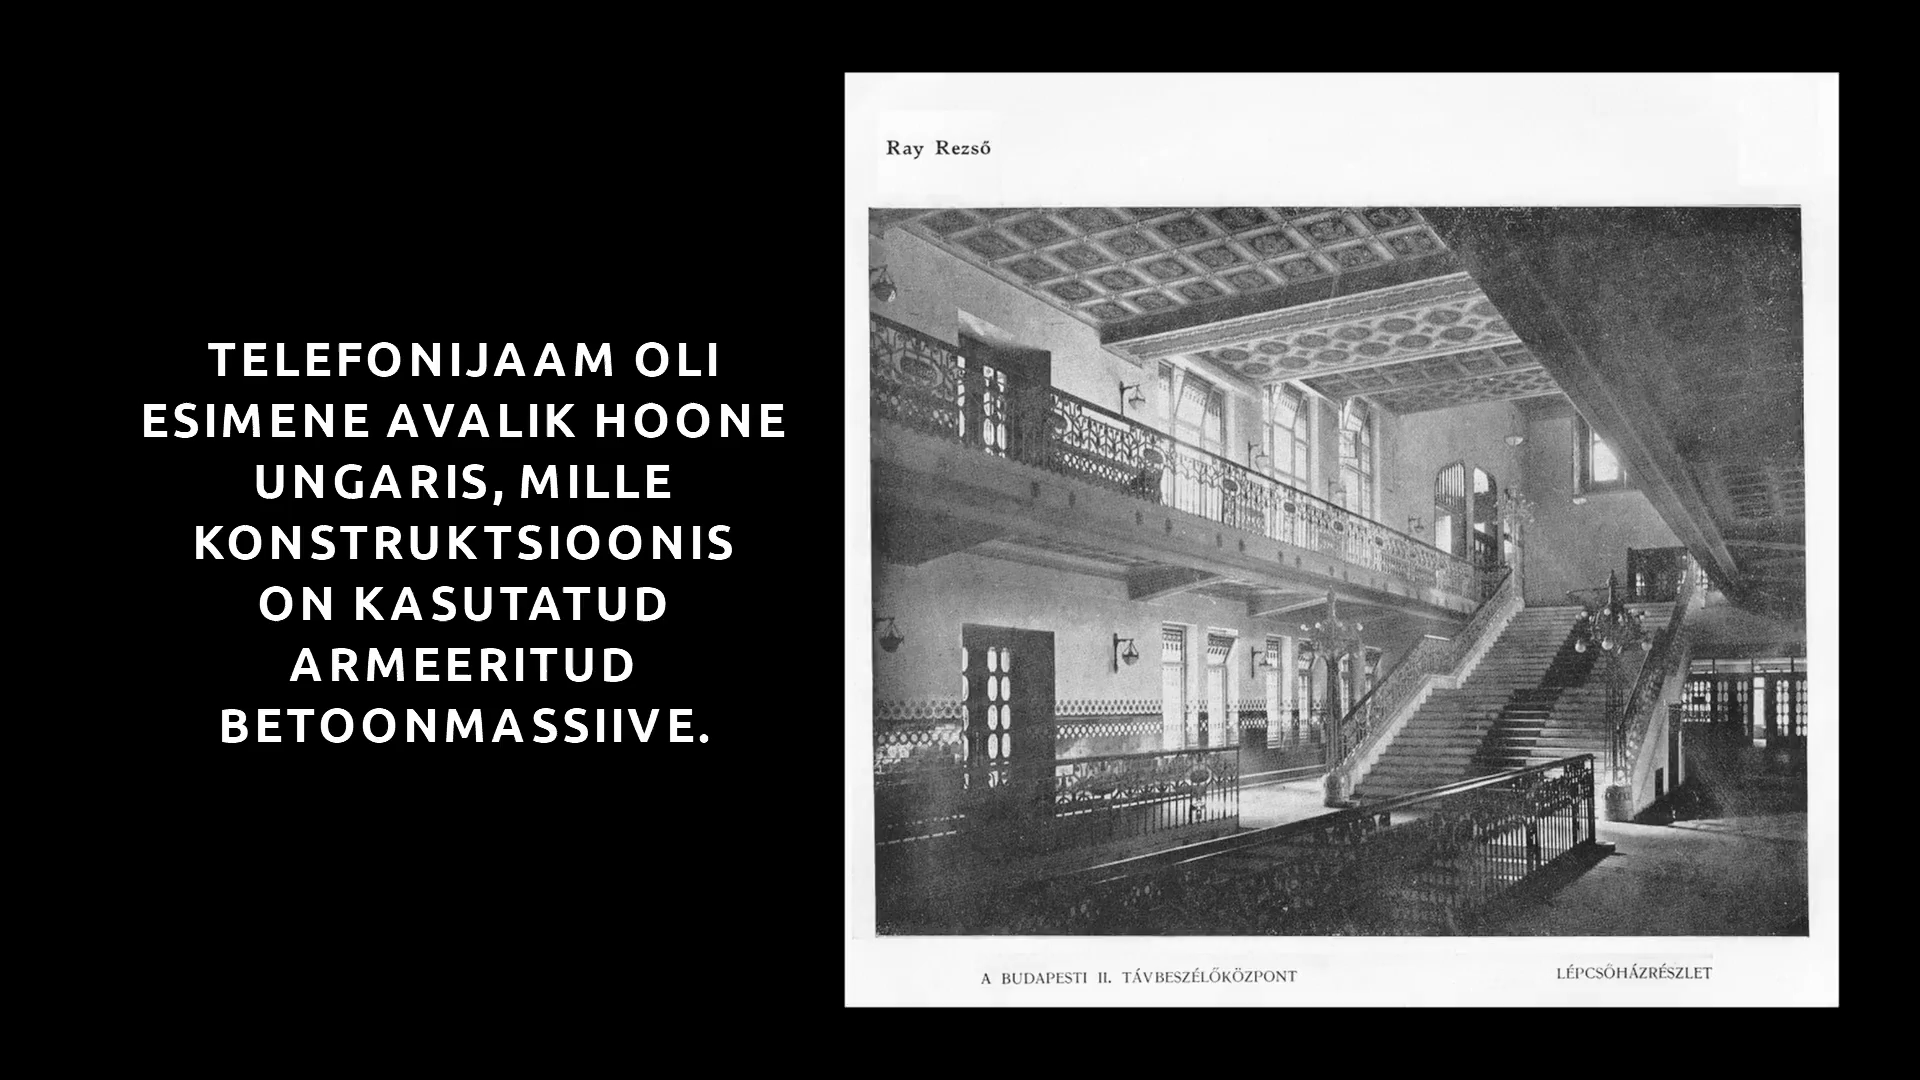 TELEFONIJAAM OLI
ESIMENE AVALIK HOONE
UNGARIS, MILLE
KONSTRUKTSIOONIS
ON KASUTATUD
ARMEERITUD
BETOONMASSIIVE.
Ray Rezső
A BUDAPESTI II. TÁVBESZÉLŐKÖZPONT
LÉPCSŐHÁZRÉSZLET